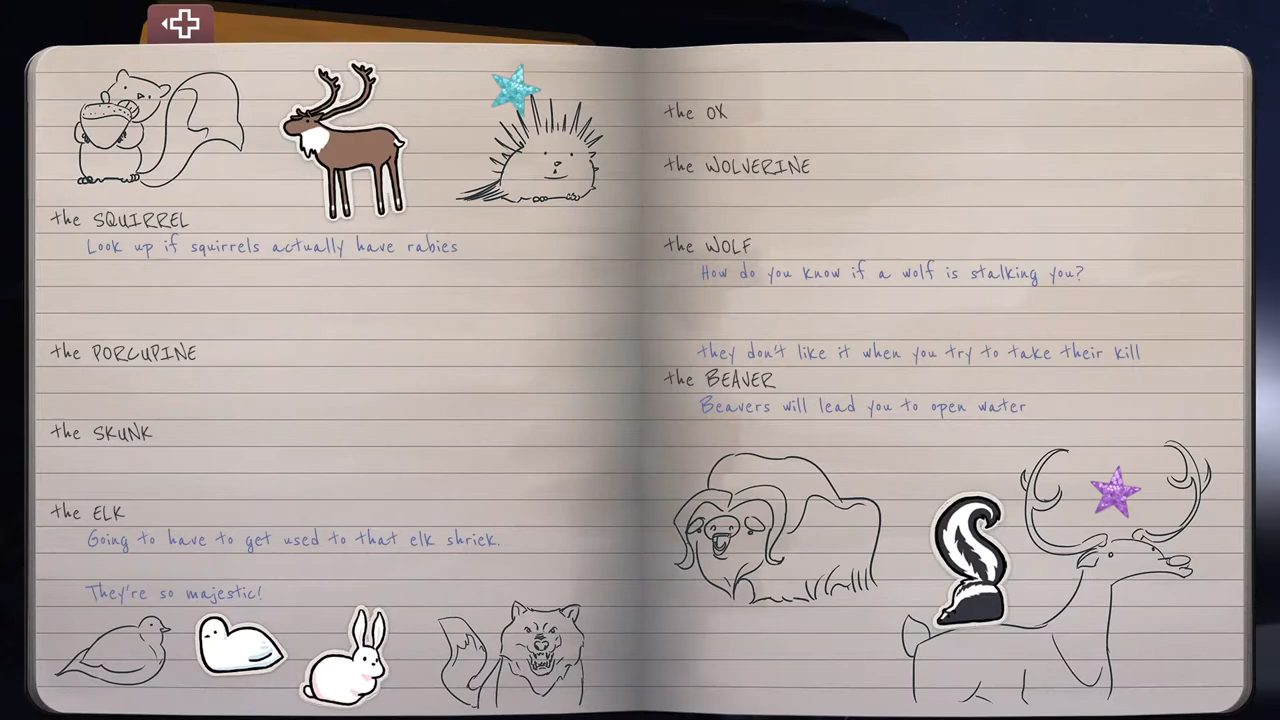 the SQUIRREL
Look up if squirrels actually have rabies
the PORCUPINE
the SKUNK
the ELK
Going to have to get used to that elk shriek.
They're so majestic!
the OX
the WOLVERINE
the WOLF
How do you know if a wolf is stalking you?
they don't like it when you try to take their kill
the BEAVER
Beavers will lead you to open water